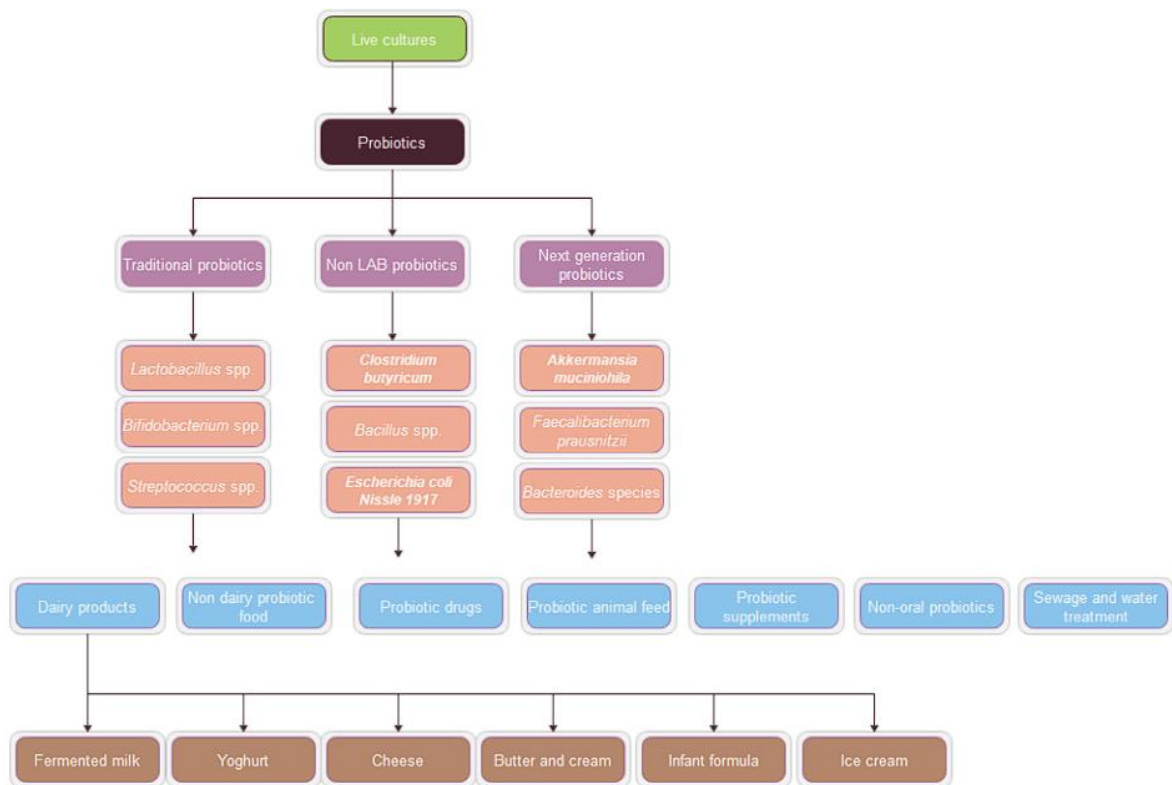 Live cultures
Probiotics
Traditional probiotics
Non LAB probiotics
Next generation
probiotics
Lactobacillus spp.
Clostridium
butyricum
Akkermansia
muciniohila
Bifidobacterium spp.
Bacillus spp.
Faecalibacterium
prausnitzii
Streptococcus spp.
Escherichia coli
Nissle 1917
Bacteroides species
Dairy products
Non dairy probiotic
food
Probiotic drugs
Probiotic animal feed
Probiotic
supplements
Non-oral probiotics
Sewage and water
treatment
Fermented milk
Yoghurt
Cheese
Butter and cream
Infant formula
Ice cream